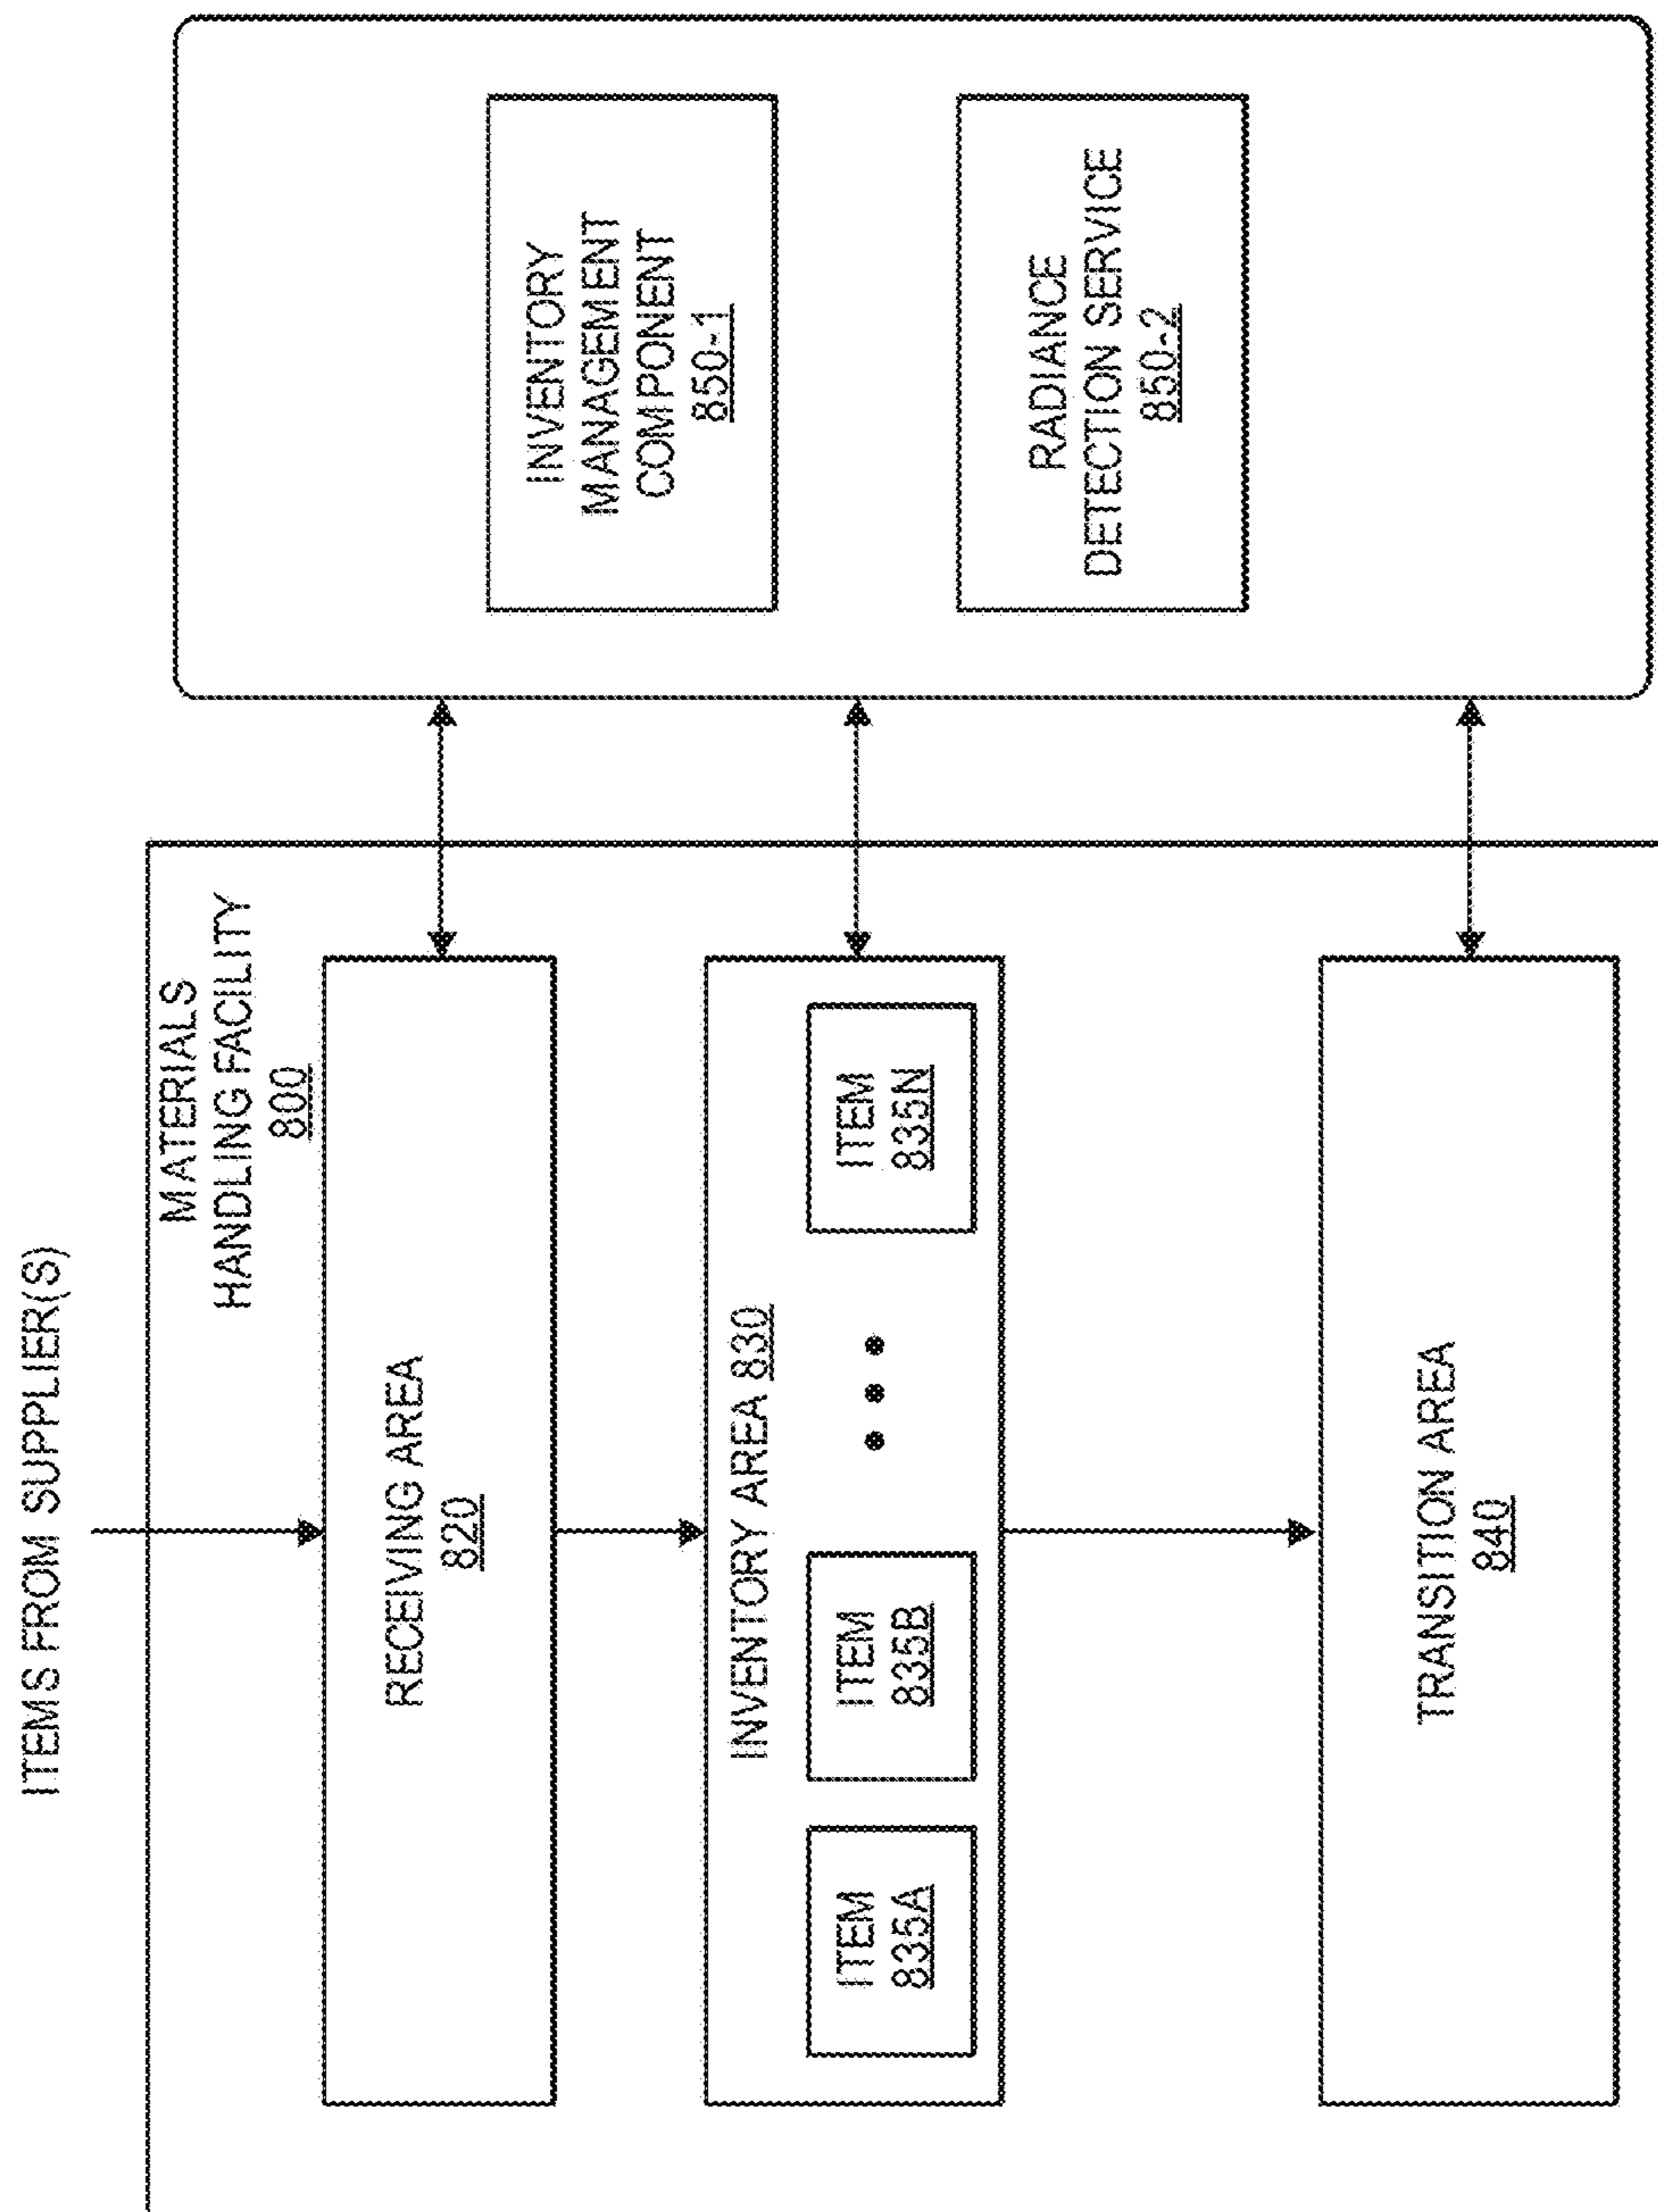 ITEMS FROM SUPPLIER(S)
MATERIALS
HANDLING FACILITY
800
RECEIVING AREA
820
INVENTORY AREA 830
ITEM
835A
ITEM
835B
ITEM
835N
TRANSITION AREA
840
INVENTORY
MANAGEMENT
COMPONENT
850-1
RADIANCE
DETECTION SERVICE
850-2